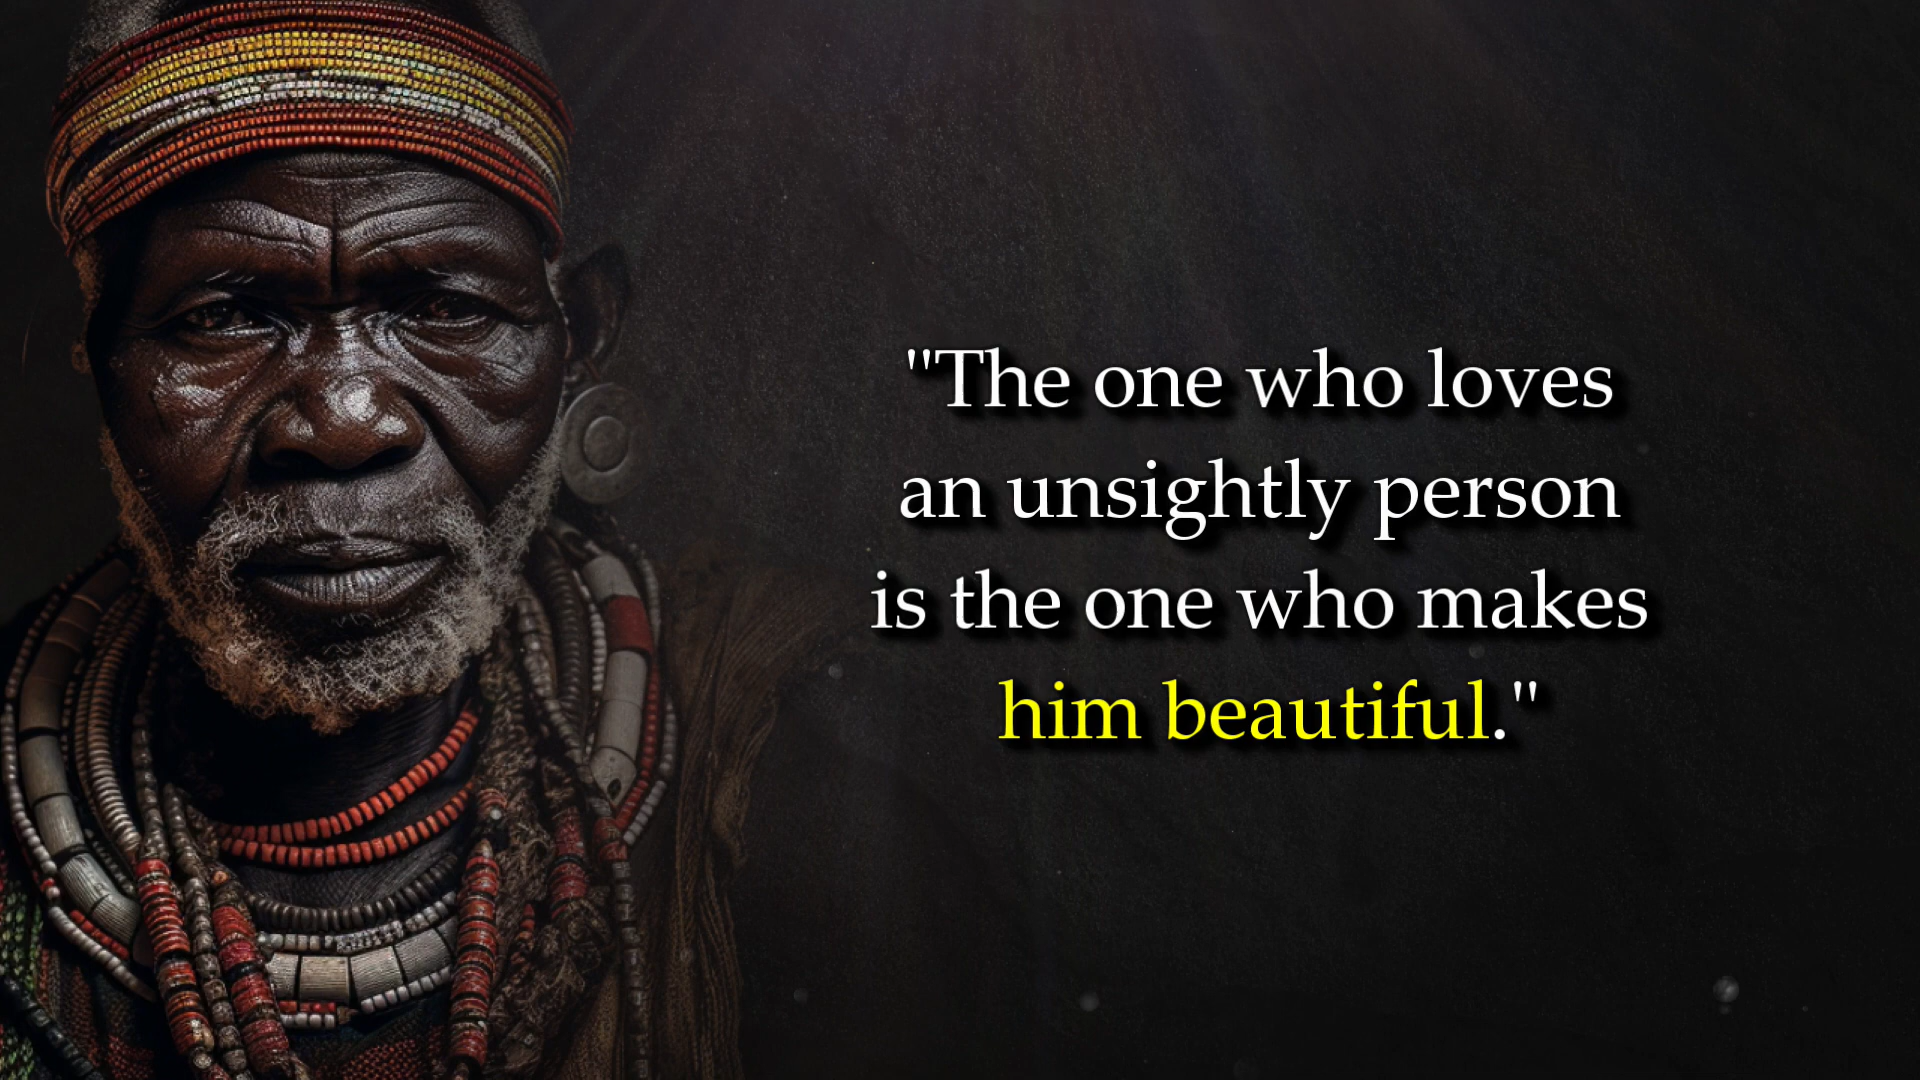 "The one who loves
an unsightly person
is the one who makes
him beautiful."